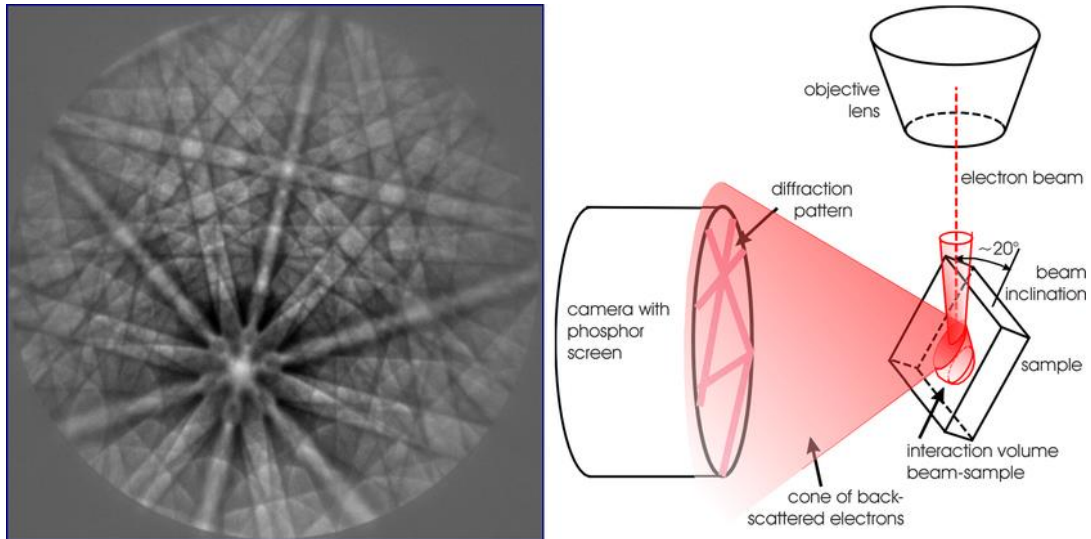 objective
lens
electron beam
diffraction
pattern
~20°
beam
inclination
camera with
phosphor
screen
sample
interaction volume
beam-sample
cone of back-
scattered electrons